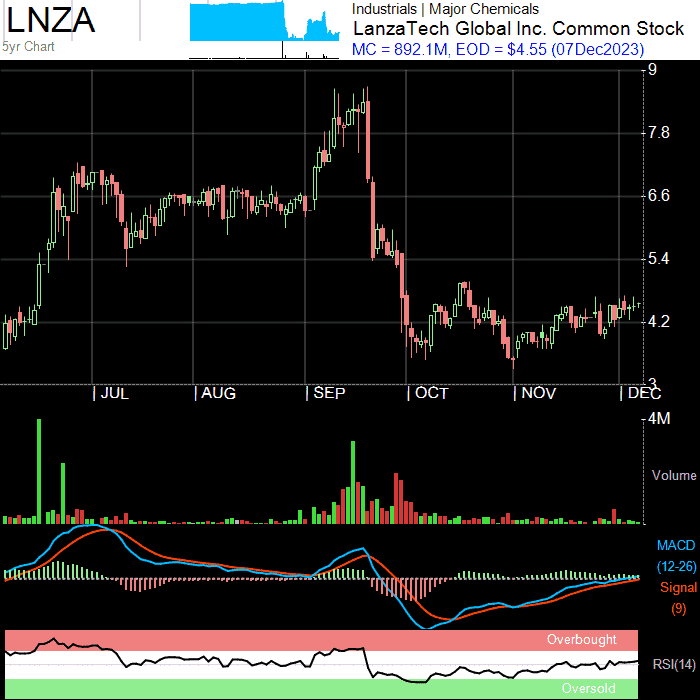 LNZA
5yr Chart
Industrials | Major Chemicals
LanzaTech Global Inc. Common Stock
MC = 892.1M, EOD = $4.55 (07Dec2023)
9
7.8
6.6
5.4
4.2
3
JUL
AUG
SEP
OCT
NOV
DEC
4M
Volume
MACD
(12-26)
Signal
(9)
Overbought
RSI(14)
Oversold